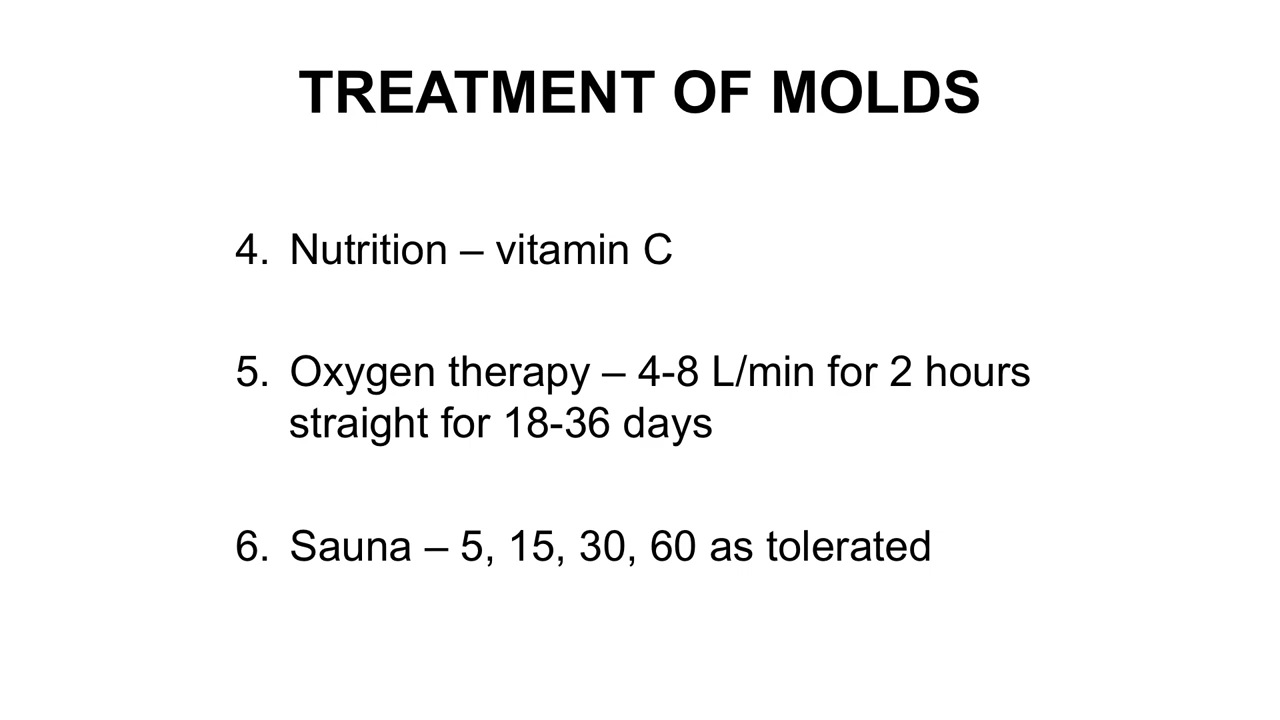 TREATMENT OF MOLDS
4. Nutrition – vitamin C
5. Oxygen therapy – 4-8 L/min for 2 hours
straight for 18-36 days
6. Sauna – 5, 15, 30, 60 as tolerated